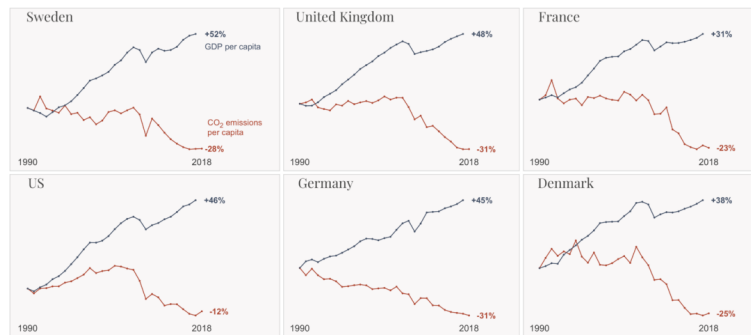 Sweden
+52%
GDP per capita
CO2 emissions
per capita
-28%
1990
2018
United Kingdom
+48%
-31%
1990
2018
France
+31%
-23%
1990
2018
US
+46%
-12%
1990
2018
Germany
+45%
-31%
1990
2018
Denmark
+38%
-25%
1990
2018